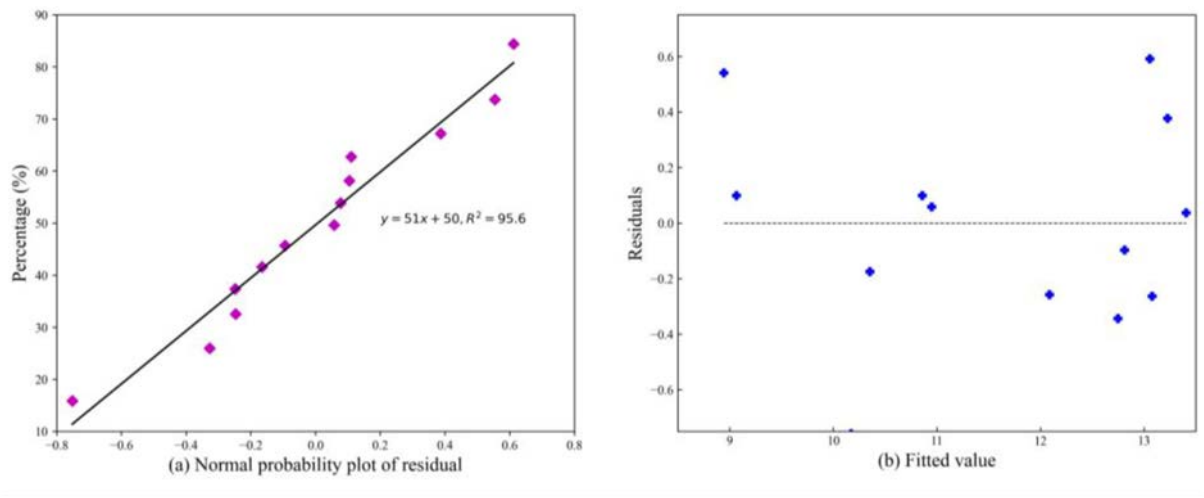 90
80
70
60
50
40
30
20
10
Percentage (%)
y = 51x + 50, R² = 95.6
−0.8 −0.6 −0.4 −0.2 0.0 0.2 0.4 0.6 0.8
(a) Normal probability plot of residual
0.6
0.4
0.2
0.0
−0.2
−0.4
−0.6
Residuals
9 10 11 12 13
(b) Fitted value